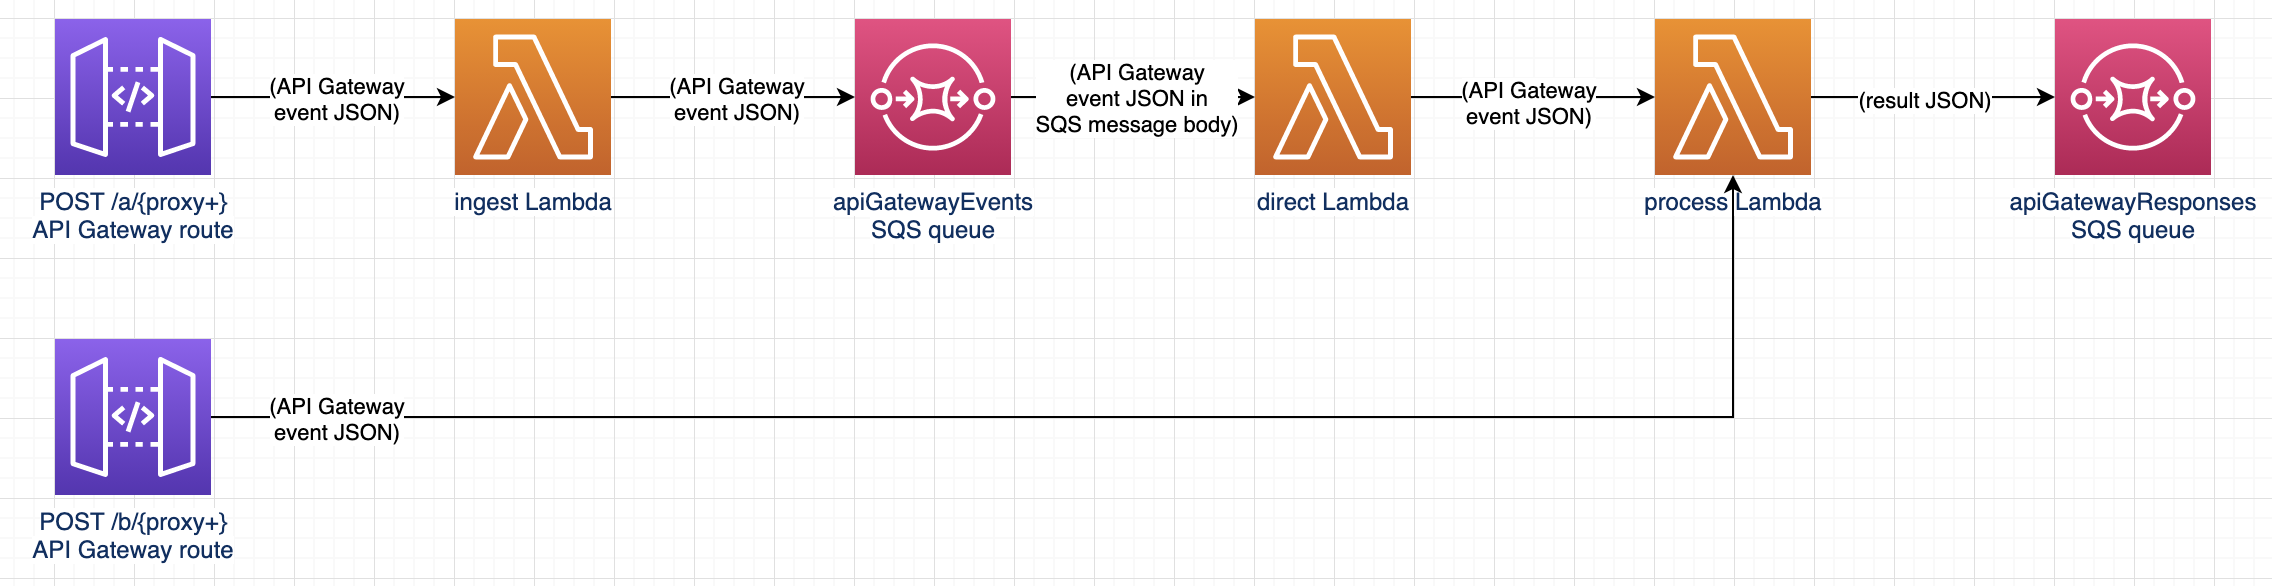 (API Gateway
event JSON)
(API Gateway
event JSON)
(API Gateway
event JSON in
SQS message body)
(API Gateway
event JSON)
(result JSON)
POST /a/{proxy+}
API Gateway route
ingest Lambda
apiGatewayEvents
SQS queue
direct Lambda
process Lambda
apiGatewayResponses
SQS queue
(API Gateway
event JSON)
POST /b/{proxy+}
API Gateway route